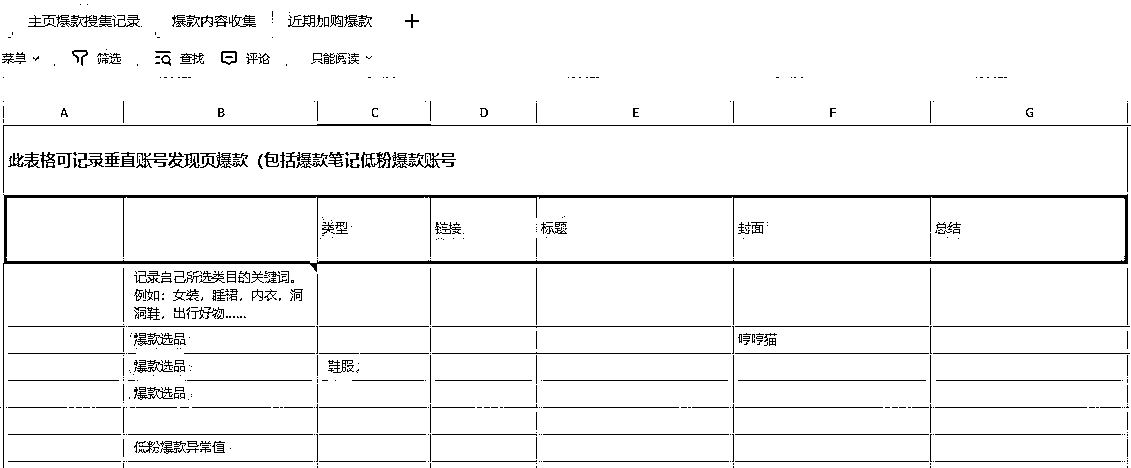 主页爆款搜集记录 爆款内容收集 近期加购爆款 +
菜单 筛选 查找 评论 只能阅读
A B C D E F G
此表格可记录垂直账号发现页爆款（包括爆款笔记低粉爆款账号
类型 链接 标题 封面 总结
记录自己所选类目的关键词。
例如：女装，睡裙，内衣，洞
洞鞋，出行好物......
爆款选品 哼哼猫
爆款选品 鞋服，
爆款选品
低粉爆款异常值